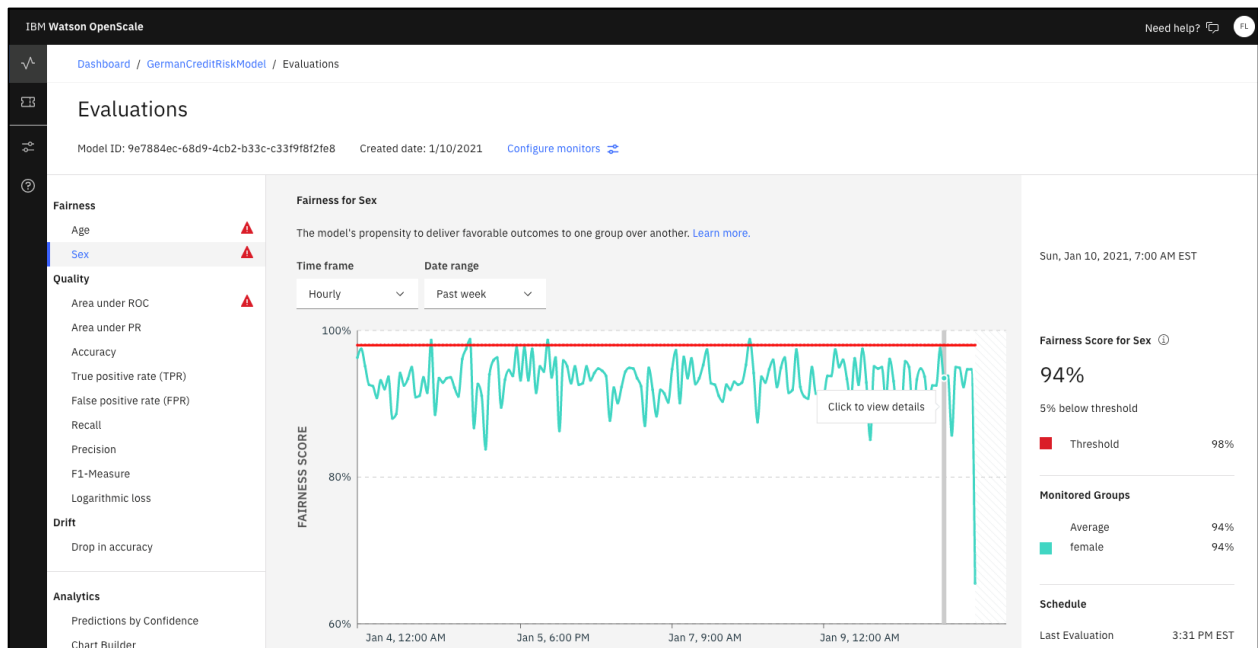 IBM Watson OpenScale
Need help?
FL
Dashboard / GermanCreditRiskModel / Evaluations
Evaluations
Model ID: 9e7884ec-68d9-4cb2-b33c-c33f9f8f2fe8 Created date: 1/10/2021 Configure monitors
Fairness
Age
Sex
Quality
Area under ROC
Area under PR
Accuracy
True positive rate (TPR)
False positive rate (FPR)
Recall
Precision
F1-Measure
Logarithmic loss
Drift
Drop in accuracy
Analytics
Predictions by Confidence
Chart Builder
Fairness for Sex
The model's propensity to deliver favorable outcomes to one group over another. Learn more.
Time frame Date range
Hourly Past week
100%
80%
60%
FAIRNESS SCORE
Click to view details
Jan 4, 12:00 AM Jan 5, 6:00 PM Jan 7, 9:00 AM Jan 9, 12:00 AM
Sun, Jan 10, 2021, 7:00 AM EST
Fairness Score for Sex
94%
5% below threshold
Threshold 98%
Monitored Groups
Average 94%
female 94%
Schedule
Last Evaluation 3:31 PM EST